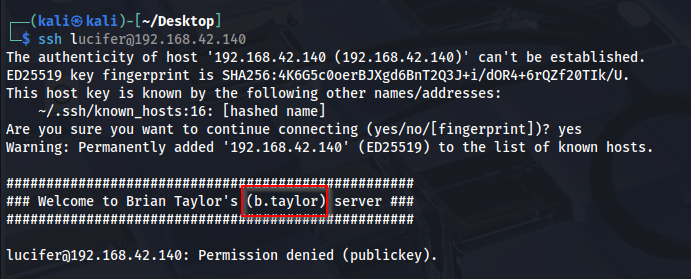 ┌──(kali㉿kali)-[~/Desktop]
└─$ ssh lucifer@192.168.42.140
The authenticity of host '192.168.42.140 (192.168.42.140)' can't be established.
ED25519 key fingerprint is SHA256:4K6G5c0oerBJXgd6BnT2Q3J+i/dOR4+6rQZf20TIk/U.
This host key is known by the following other names/addresses:
    ~/.ssh/known_hosts:16: [hashed name]
Are you sure you want to continue connecting (yes/no/[fingerprint])? yes
Warning: Permanently added '192.168.42.140' (ED25519) to the list of known hosts.
###################################################
### Welcome to Brian Taylor's (b.taylor) server ###
###################################################
lucifer@192.168.42.140: Permission denied (publickey).